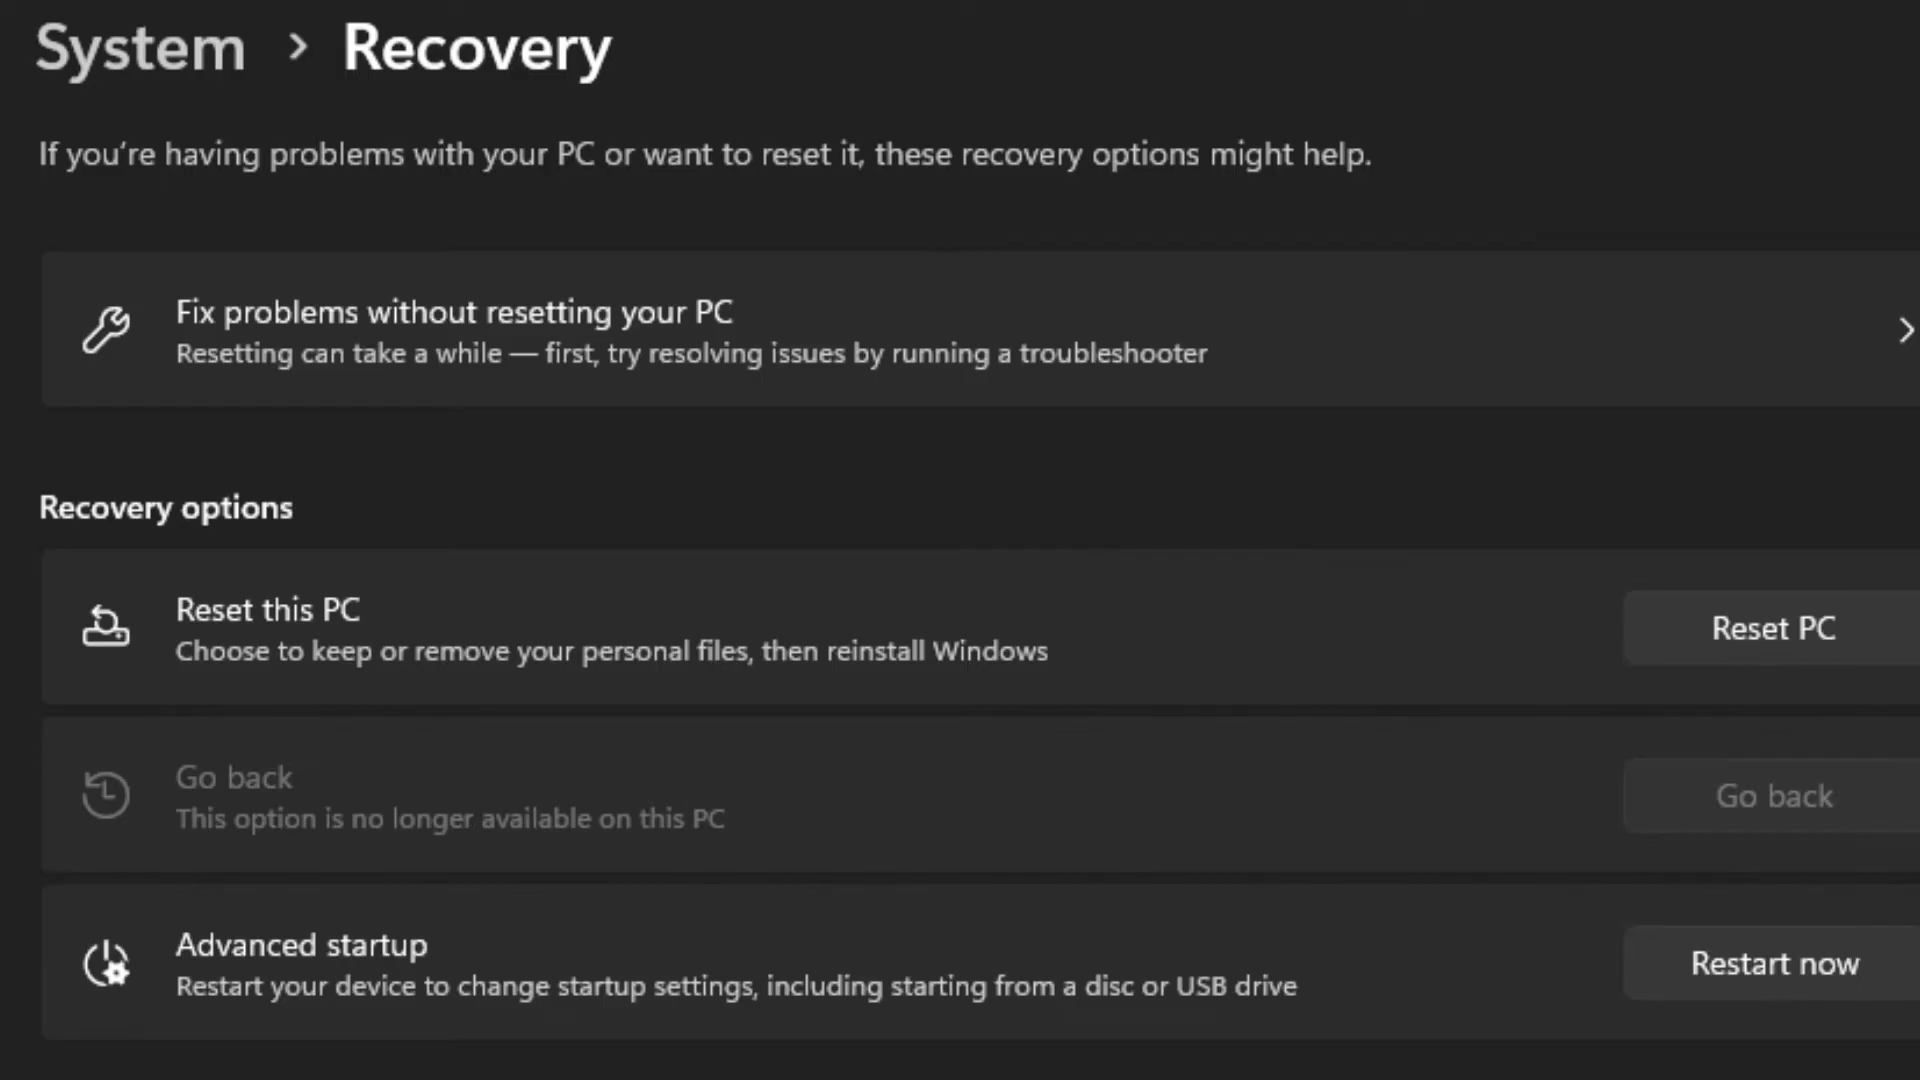 System > Recovery
If you're having problems with your PC or want to reset it, these recovery options might help.
Fix problems without resetting your PC
Resetting can take a while — first, try resolving issues by running a troubleshooter
Recovery options
Reset this PC
Choose to keep or remove your personal files, then reinstall Windows
Reset PC
Go back
This option is no longer available on this PC
Go back
Advanced startup
Restart your device to change startup settings, including starting from a disc or USB drive
Restart now